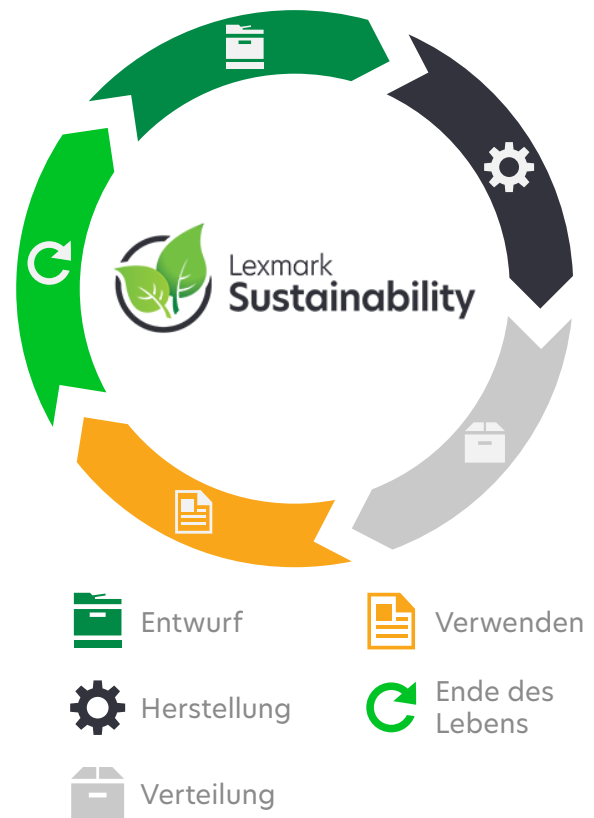 Lexmark
Sustainability
Entwurf
Verwenden
Herstellung
Ende des
Lebens
Verteilung